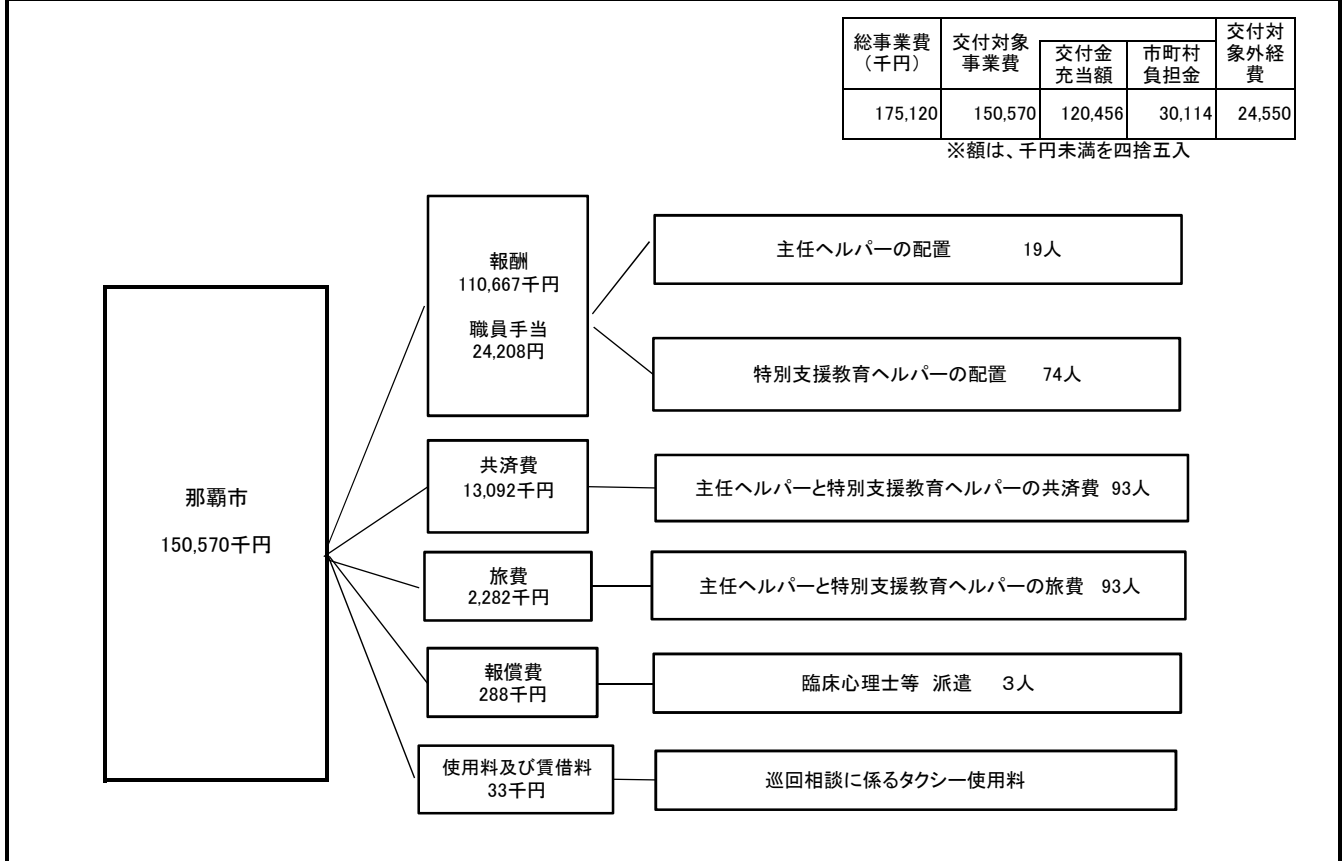 総事業費
（千円）
交付対象
事業費
交付金
充当額
市町村
負担金
交付対
象外経
費
175,120
150,570
120,456
30,114
24,550
※額は、千円未満を四捨五入
那覇市
150,570千円
報酬
110,667千円
職員手当
24,208円
主任ヘルパーの配置　　　19人
特別支援教育ヘルパーの配置　　74人
共済費
13,092千円
主任ヘルパーと特別支援教育ヘルパーの共済費 93人
旅費
2,282千円
主任ヘルパーと特別支援教育ヘルパーの旅費　93人
報償費
288千円
臨床心理士等 派遣　　３人
使用料及び賃借料
33千円
巡回相談に係るタクシー使用料